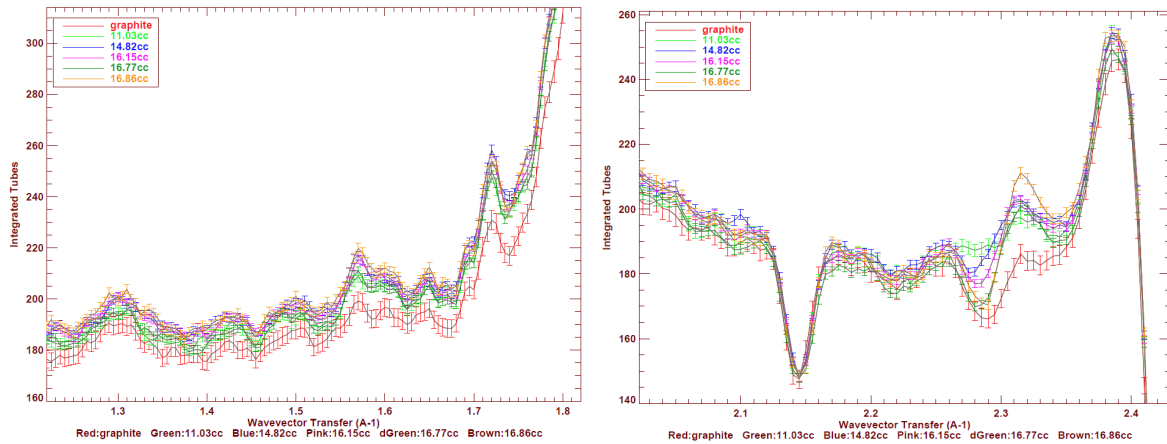 300
280
260
240
220
200
180
160
Integrated Tubes
graphite
11.03cc
14.82cc
16.15cc
16.77cc
16.86cc
1.3
1.4
1.5
1.6
1.7
1.8
Wavevector Transfer (A-1)
Red:graphite Green:11.03cc Blue:14.82cc Pink:16.15cc dGreen:16.77cc Brown:16.86cc
260
240
220
200
180
160
140
Integrated Tubes
graphite
11.03cc
14.82cc
16.15cc
16.77cc
16.86cc
2.1
2.2
2.3
2.4
Wavevector Transfer (A-1)
Red:graphite Green:11.03cc Blue:14.82cc Pink:16.15cc dGreen:16.77cc Brown:16.86cc